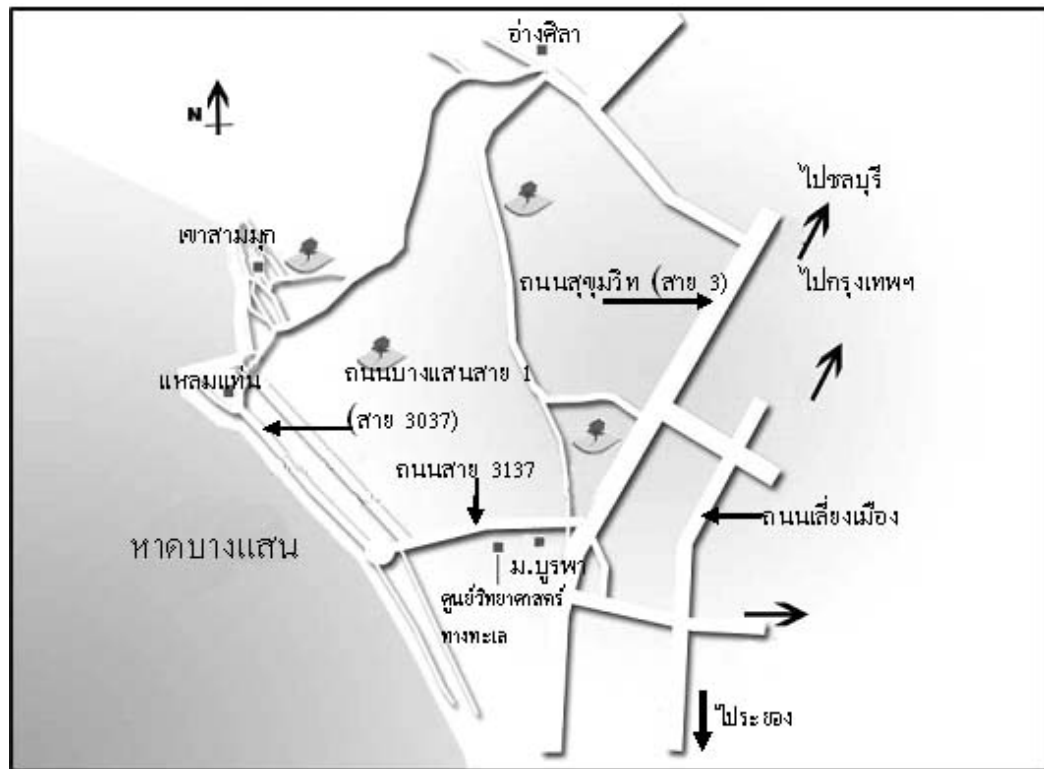 อ่างศิลา
N
ไปชลบุรี
เขาสามมุก
ถนนสุขุมวิท (สาย 3)
ไปกรุงเทพฯ
แหลมแท่น
ถนนบางแสนสาย 1
(สาย 3037)
ถนนสาย 3137
ถนนเลี่ยงเมือง
หาดบางแสน
ม.บูรพา
ศูนย์วิทยาศาสตร์
ทางทะเล
ไประยอง